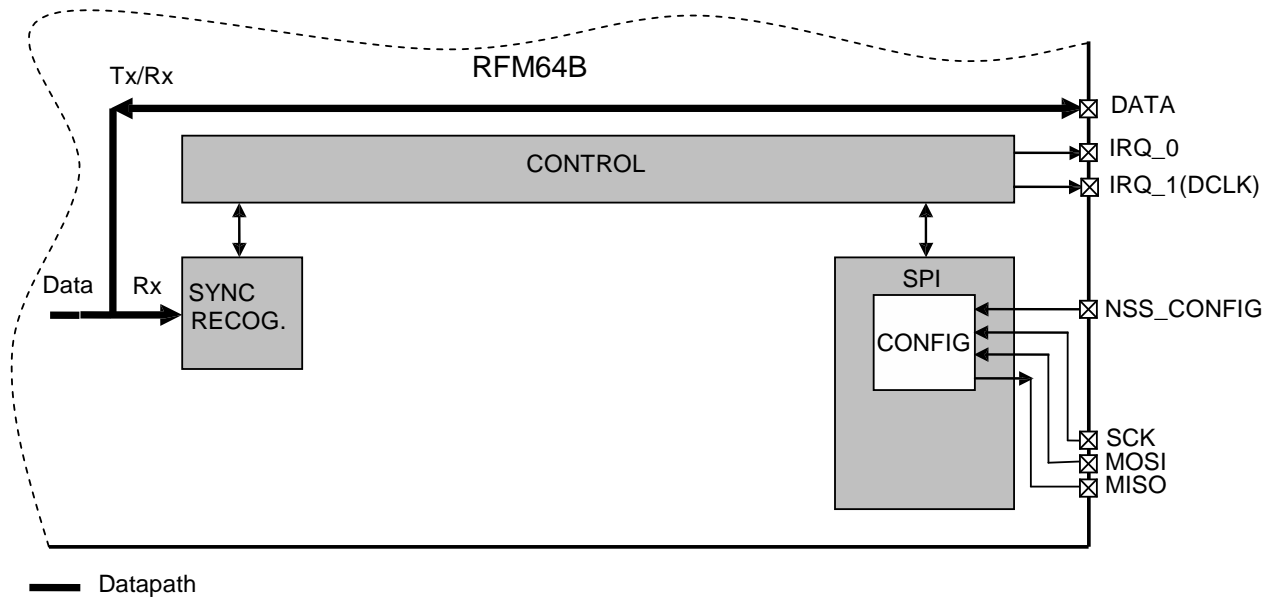 RFM64B
Tx/Rx
DATA
IRQ_0
CONTROL
IRQ_1(DCLK)
Data
Rx
SYNC
RECOG.
SPI
NSS_CONFIG
CONFIG
SCK
MOSI
MISO
Datapath